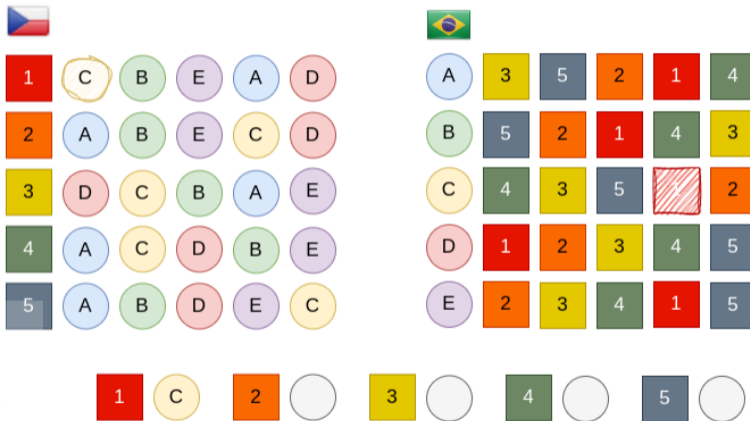 1 C B E A D
A 3 5 2 1 4
2 A B E C D
B 5 2 1 4 3
3 D C B A E
C 4 3 5 1 2
4 A C D B E
D 1 2 3 4 5
5 A B D E C
E 2 3 4 1 5
1 C 2 3 4 5